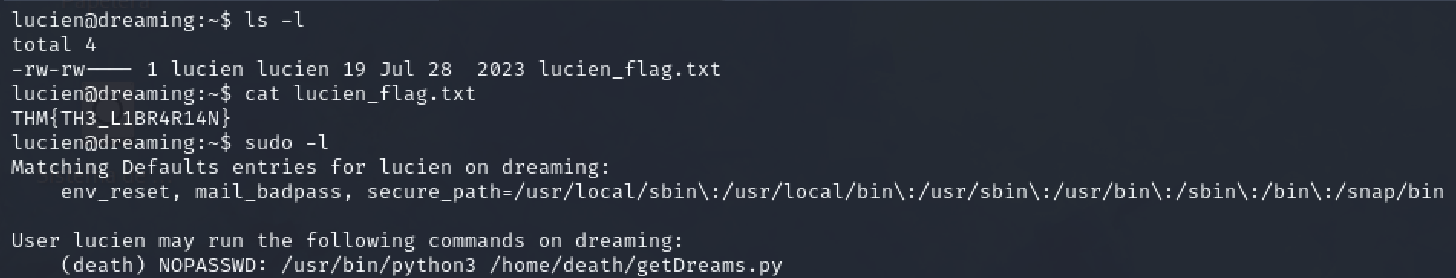 lucien@dreaming:~$ ls -l
total 4
-rw-rw---- 1 lucien lucien 19 Jul 28  2023 lucien_flag.txt
lucien@dreaming:~$ cat lucien_flag.txt
THM{TH3_L1BR4R14N}
lucien@dreaming:~$ sudo -l
Matching Defaults entries for lucien on dreaming:
    env_reset, mail_badpass, secure_path=/usr/local/sbin\:/usr/local/bin\:/usr/sbin\:/usr/bin\:/sbin\:/bin\:/snap/bin

User lucien may run the following commands on dreaming:
    (death) NOPASSWD: /usr/bin/python3 /home/death/getDreams.py